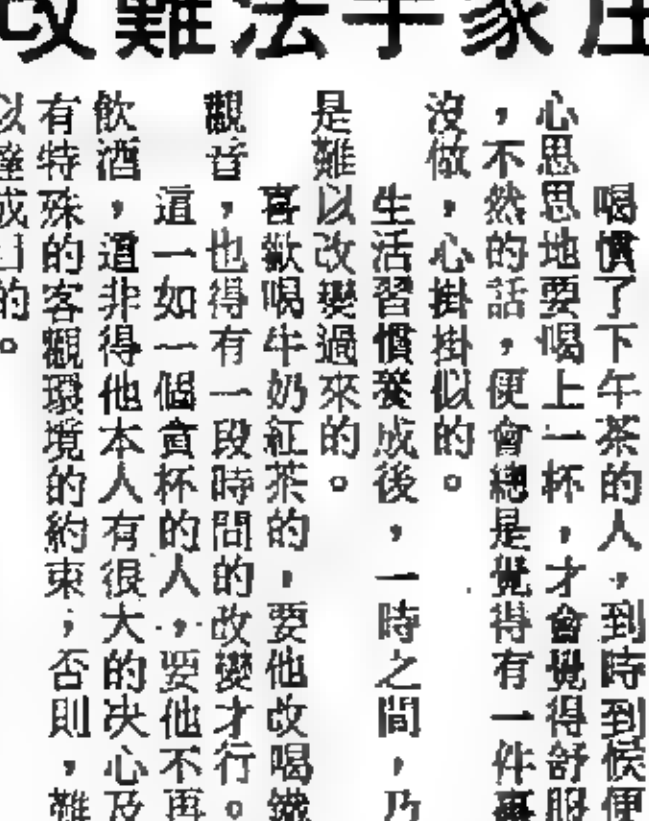 庄家手法難改
喝慣了下午茶的人，到時到候便
心思思地要喝上一杯，才會覺得舒服
，不然的話，便會總是覺得有一件事
沒做，心掛掛似的。
生活習慣養成後，一時之間，乃
是難以改變過來的。
喜歡喝牛奶紅茶的，要他改喝鐵
觀音，也得有一段時間的改變才行。
這一如一個貪杯的人，要他不再
飲酒，這非得他本人有很大的決心及
有特殊的客觀環境的約束；否則，難
以達成目的。